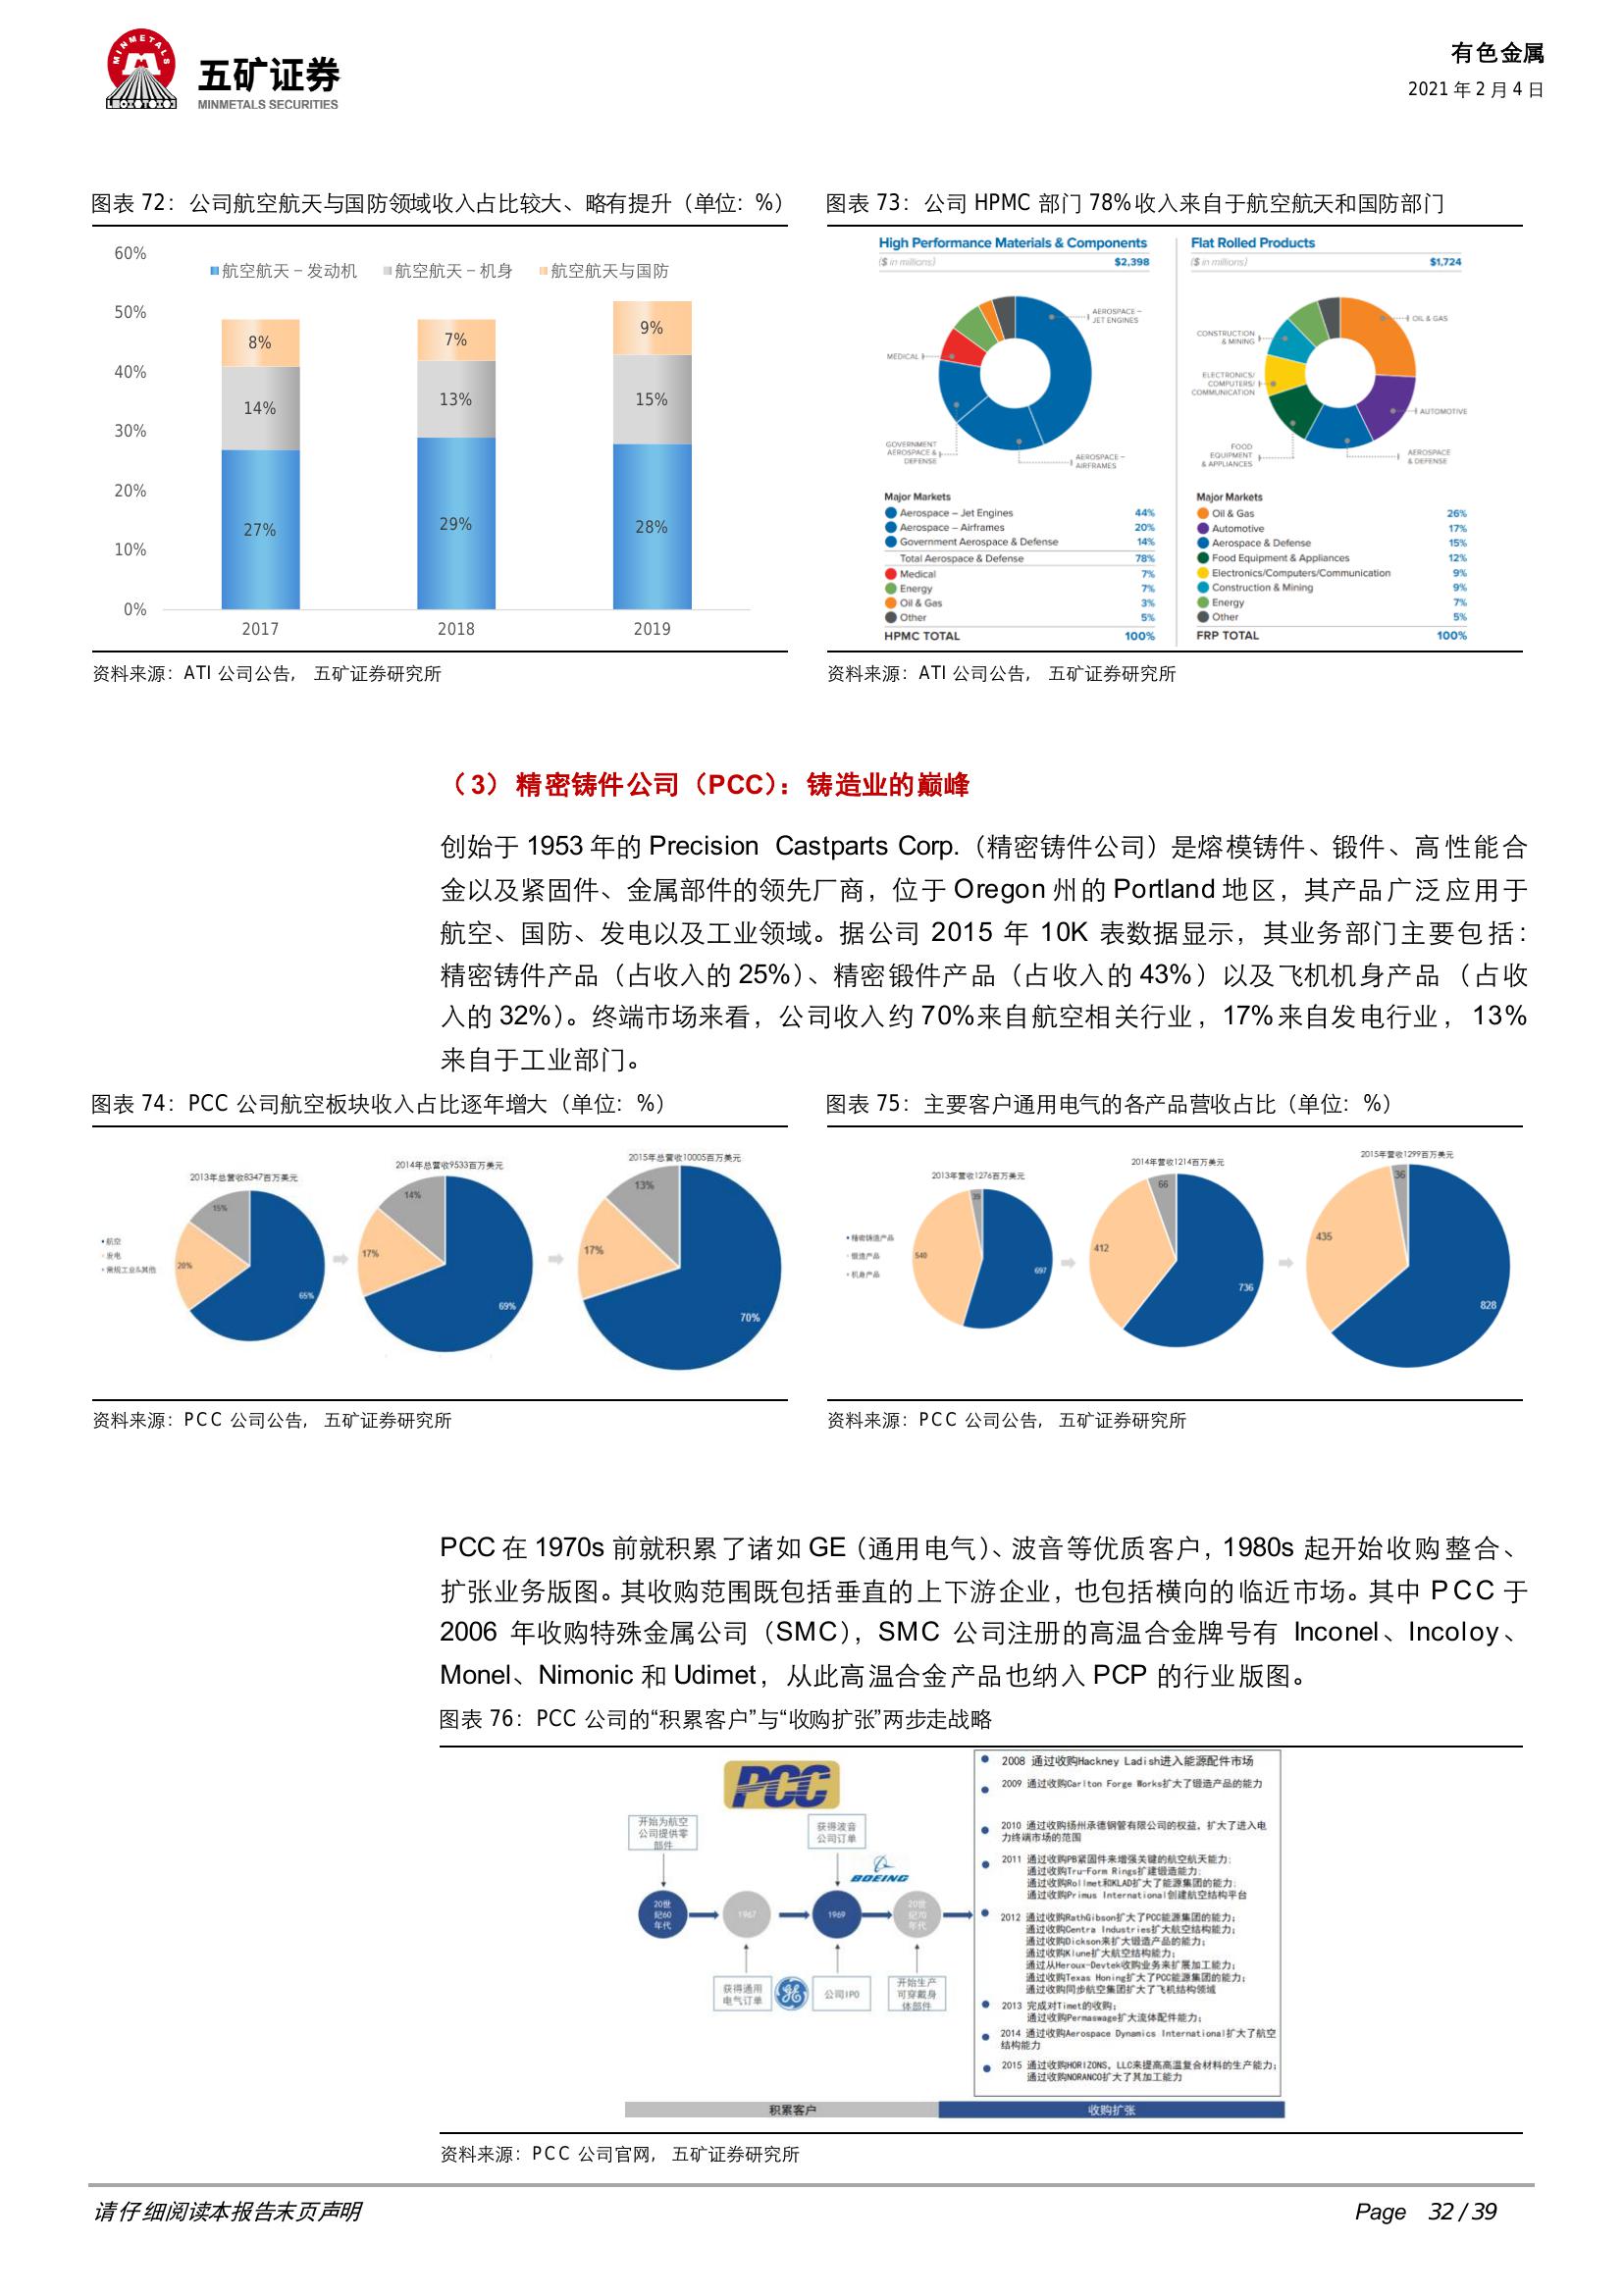 MINMETALS
五矿证券
MINMETALS SECURITIES
有色金属
2021 年 2 月 4 日
图表 72：公司航空航天与国防领域收入占比较大、略有提升（单位：%）
60%
50%
40%
30%
20%
10%
0%
航空航天－发动机
航空航天－机身
航空航天与国防
8%
14%
27%
7%
13%
29%
9%
15%
28%
2017
2018
2019
资料来源：ATI 公司公告， 五矿证券研究所
图表 73：公司 HPMC 部门 78%收入来自于航空航天和国防部门
High Performance Materials & Components
($ in millions) $2,398
AEROSPACE –
JET ENGINES
MEDICAL
GOVERNMENT
AEROSPACE &
DEFENSE
AEROSPACE –
AIRFRAMES
Major Markets
Aerospace – Jet Engines 44%
Aerospace – Airframes 20%
Government Aerospace & Defense 14%
Total Aerospace & Defense 78%
Medical 7%
Energy 7%
Oil & Gas 3%
Other 5%
HPMC TOTAL 100%
Flat Rolled Products
($ in millions) $1,724
OIL & GAS
CONSTRUCTION
& MINING
ELECTRONICS/
COMPUTERS/
COMMUNICATION
AUTOMOTIVE
FOOD
EQUIPMENT
& APPLIANCES
AEROSPACE
& DEFENSE
Major Markets
Oil & Gas 26%
Automotive 17%
Aerospace & Defense 15%
Food Equipment & Appliances 12%
Electronics/Computers/Communication 9%
Construction & Mining 9%
Energy 7%
Other 5%
FRP TOTAL 100%
资料来源：ATI 公司公告， 五矿证券研究所
（3）精密铸件公司（PCC）：铸造业的巅峰
创始于 1953 年的 Precision Castparts Corp.（精密铸件公司）是熔模铸件、锻件、高性能合
金以及紧固件、金属部件的领先厂商，位于 Oregon 州的 Portland 地区，其产品广泛应用于
航空、国防、发电以及工业领域。据公司 2015 年 10K 表数据显示，其业务部门主要包括：
精密铸件产品（占收入的 25%）、精密锻件产品（占收入的 43%）以及飞机机身产品（占收
入的 32%）。终端市场来看，公司收入约 70%来自航空相关行业，17%来自发电行业，13%
来自于工业部门。
图表 74：PCC 公司航空板块收入占比逐年增大（单位：%）
2013年总营收8347百万美元
2014年总营收9533百万美元
2015年总营收10005百万美元
航空
发电
常规工业&其他
15%
20%
65%
14%
17%
69%
13%
17%
70%
资料来源：PCC 公司公告， 五矿证券研究所
图表 75：主要客户通用电气的各产品营收占比（单位：%）
2013年营收1276百万美元
2014年营收1214百万美元
2015年营收1299百万美元
精密铸造产品
锻造产品
机身产品
39
540
697
66
412
736
36
435
828
资料来源：PCC 公司公告， 五矿证券研究所
PCC 在 1970s 前就积累了诸如 GE（通用电气）、波音等优质客户，1980s 起开始收购整合、
扩张业务版图。其收购范围既包括垂直的上下游企业，也包括横向的临近市场。其中 PCC 于
2006 年收购特殊金属公司（SMC），SMC 公司注册的高温合金牌号有 Inconel、Incoloy、
Monel、Nimonic 和 Udimet，从此高温合金产品也纳入 PCP 的行业版图。
图表 76：PCC 公司的“积累客户”与“收购扩张”两步走战略
PCC
开始为航空
公司提供零
部件
获得波音
公司订单
BOEING
20世
纪60
年代
1967
1969
20世
纪70
年代
获得通用
电气订单
公司IPO
开始生产
可穿戴身
体部件
2008 通过收购Hackney Ladish进入能源配件市场
2009 通过收购Carlton Forge Works扩大了锻造产品的能力
2010 通过收购扬州承德钢管有限公司的权益，扩大了进入电
力终端市场的范围
2011 通过收购PB紧固件来增强关键的航空航天能力；
通过收购Tru-Form Rings扩建锻造能力；
通过收购Rollmet和KLAD扩大了能源集团的能力；
通过收购Primus International创建航空结构平台
2012 通过收购RathGibson扩大了PCC能源集团的能力；
通过收购Centra Industries扩大航空结构能力；
通过收购Dickson来扩大锻造产品的能力；
通过收购Klune扩大航空结构能力；
通过从Heroux-Devtek收购业务来扩展加工能力；
通过收购Texas Honing扩大了PCC能源集团的能力；
通过收购同步航空集团扩大了飞机结构领域
2013 完成对Timet的收购；
通过收购Permaswage扩大流体配件能力；
2014 通过收购Aerospace Dynamics International扩大了航空
结构能力
2015 通过收购HORIZONS, LLC来提高高温复合材料的生产能力；
通过收购NORANCO扩大了其加工能力
积累客户
收购扩张
资料来源：PCC 公司官网， 五矿证券研究所
请仔细阅读本报告末页声明
Page 32 / 39